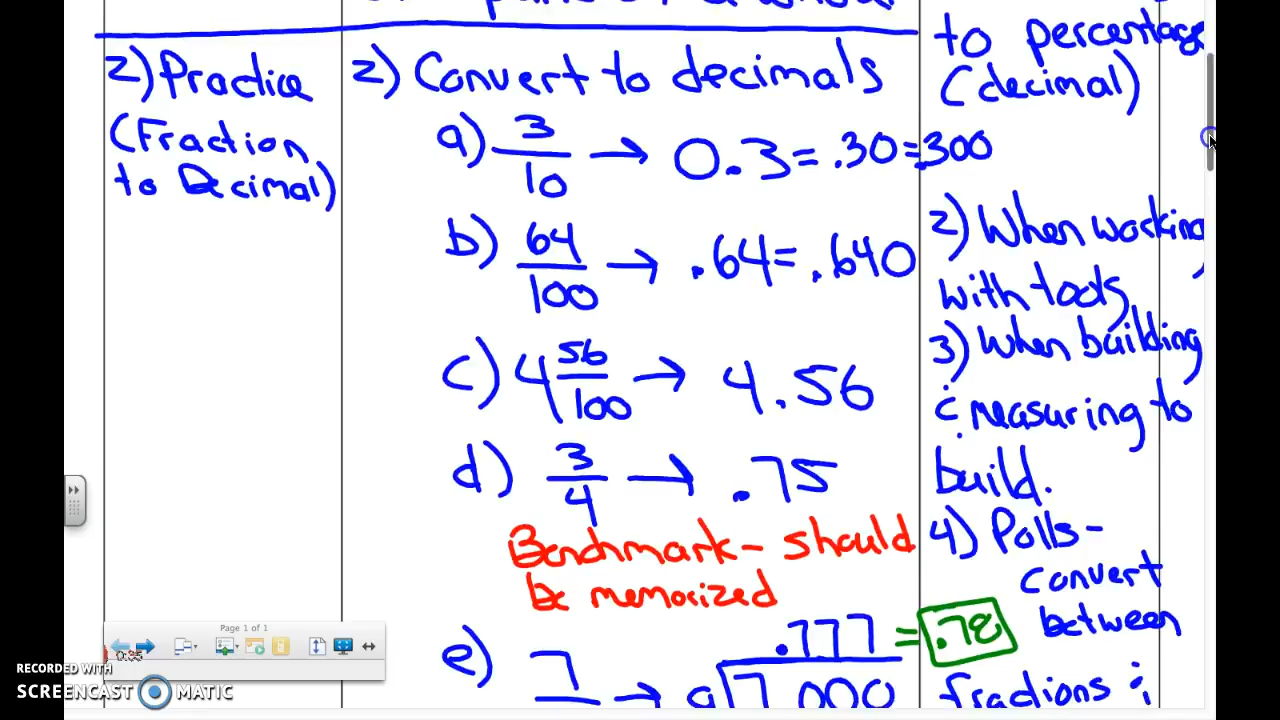 to percentage
(decimal)
2) Practice
(Fraction
to Decimal)
2) Convert to decimals
a) 3/10 → 0.3 = .30 = .300
b) 64/100 → .64 = .640
c) 4 56/100 → 4.56
d) 3/4 → .75
Benchmark - should
be memorized
e) 7 → 9 7.000
.777 = .78
2) When working
with tools
3) When building
& measuring to
build.
4) Polls-
convert
between
fractions &
Page 1 of 1
0:35
RECORDED WITH
SCREENCAST MATIC